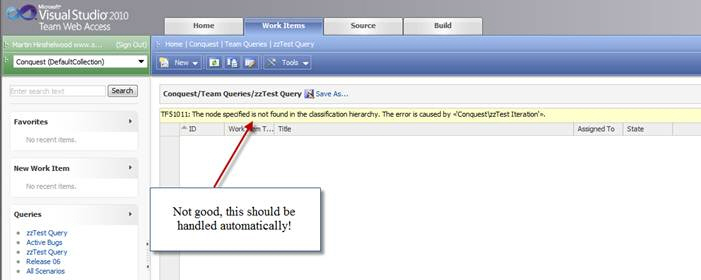 Microsoft
Visual Studio 2010
Team Web Access
Home
Work Items
Source
Build
Martin Hinshelwood www.a... (Sign Out)
Home | Conquest | Team Queries | zzTest Query
Conquest (DefaultCollection)
New
Tools
Enter search text
Search
Conquest/Team Queries/zzTest Query Save As...
TF51011: The node specified is not found in the classification hierarchy. The error is caused by «'Conquest\zzTest Iteration'».
ID
Work Item T...
Title
Assigned To
State
Favorites
No recent items.
New Work Item
No recent items.
Queries
zzTest Query
Active Bugs
zzTest Query
Release 06
All Scenarios
Not good, this should be
handled automatically!